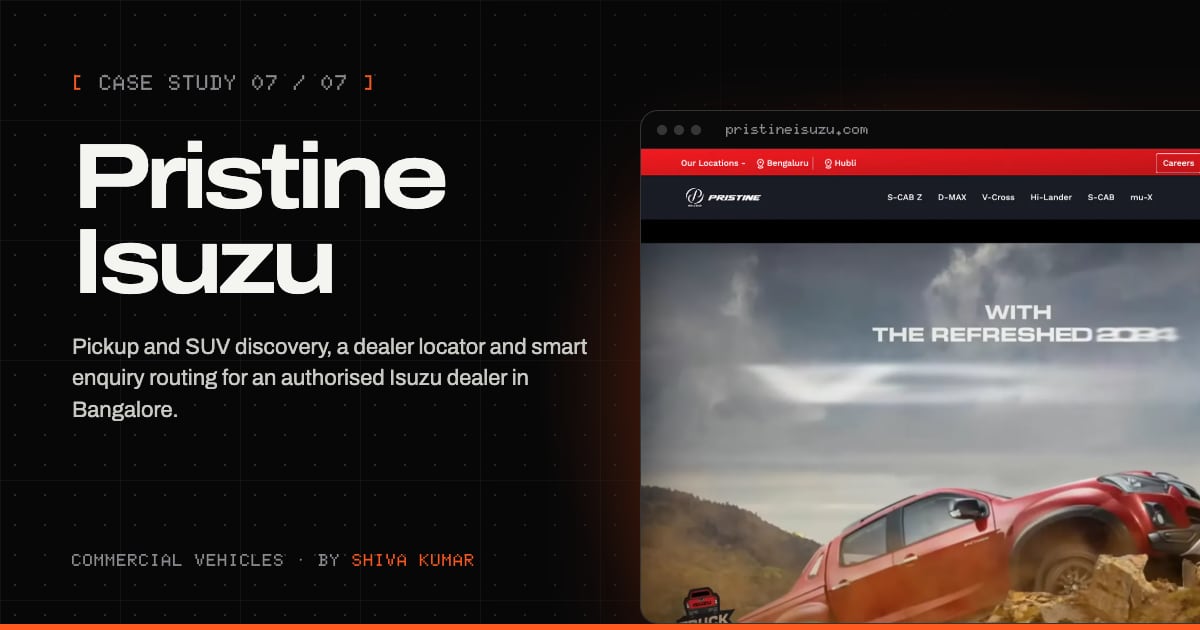 [ CASE STUDY 07 / 07 ]
Pristine
Isuzu
Pickup and SUV discovery, a dealer locator and smart
enquiry routing for an authorised Isuzu dealer in
Bangalore.
COMMERCIAL VEHICLES · BY SHIVA KUMAR
pristineisuzu.com
Our Locations - Bengaluru | Hubli Careers
PRISTINE S-CAB Z D-MAX V-Cross Hi-Lander S-CAB mu-X
WITH
THE REFRESHED 2024